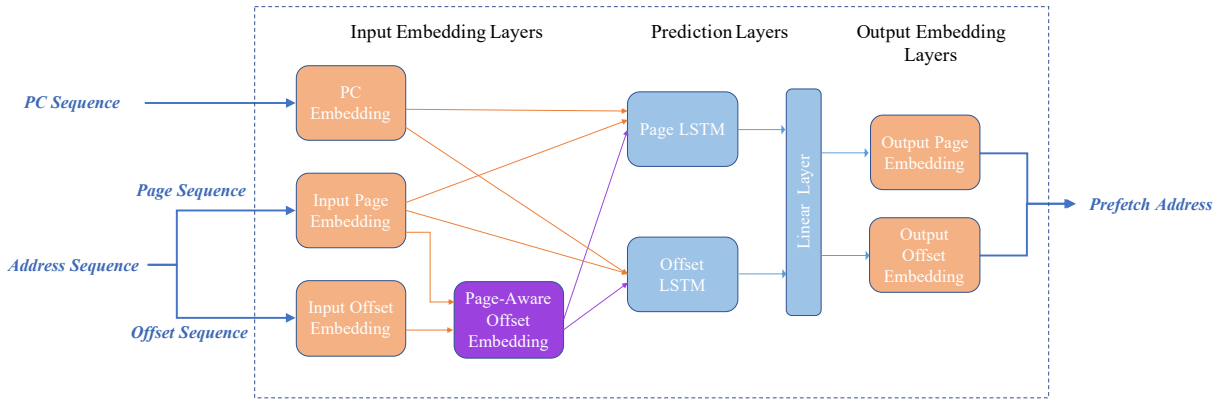 Input Embedding Layers
Prediction Layers
Output Embedding
Layers
PC Sequence
PC
Embedding
Page LSTM
Output Page
Embedding
Page Sequence
Input Page
Embedding
Linear Layer
Prefetch Address
Address Sequence
Offset
LSTM
Output
Offset
Embedding
Offset Sequence
Input Offset
Embedding
Page-Aware
Offset
Embedding